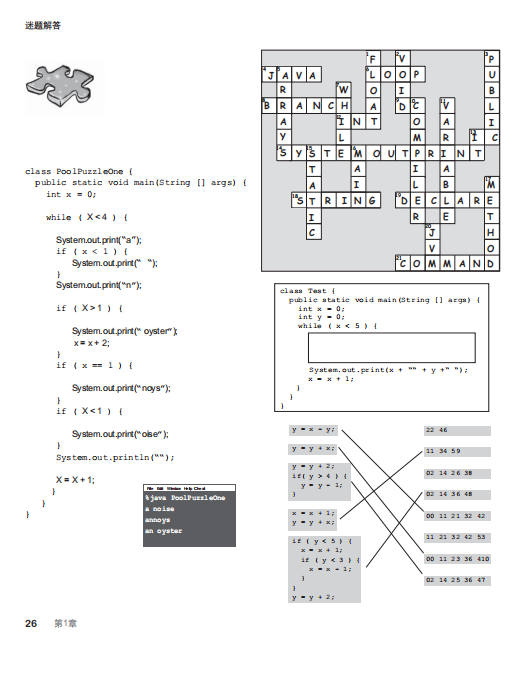 迷题解答
class PoolPuzzleOne {
public static void main(String [] args) {
int x = 0;
while ( X < 4 ) {
System.out.print("a");
if ( x < 1 ) {
System.out.print(" ");
}
System.out.print("n");
if ( X > 1 ) {
System.out.print(" oyster");
x = x + 2;
}
if ( x == 1 ) {
System.out.print("noys");
}
if ( X < 1 ) {
System.out.print("oise");
}
System.out.println("");
X = X + 1;
}
}
}
File Edit Window Help Cheat
%java PoolPuzzleOne
a noise
annoys
an oyster
1 F 2 V 3 P
4 J 5 A V A 6 L O O P U
R 7 W O I B
8 B R A N C H A 9 D 10 C 11 V L
A 12 I N T O A I
Y L M R 13 I C
14 S Y 15 S T E M 16 O U T P R I N T
T A I A
A I L B 17 M
18 S T R I N G 19 D E C L A R E
I R E T
C 20 J H
V O
21 C O M M A N D
class Test {
public static void main(String [] args) {
int x = 0;
int y = 0;
while ( x < 5 ) {
System.out.print(x + "" + y +" ");
x = x + 1;
}
}
}
y = x - y;
y = y + x;
y = y + 2;
if( y > 4 ) {
y = y - 1;
}
x = x + 1;
y = y + x;
if ( y < 5 ) {
x = x + 1;
if ( y < 3 ) {
x = x - 1;
}
}
y = y + 2;
22 46
11 34 59
02 14 26 38
02 14 36 48
00 11 21 32 42
11 21 32 42 53
00 11 23 36 410
02 14 25 36 47
26 第1章